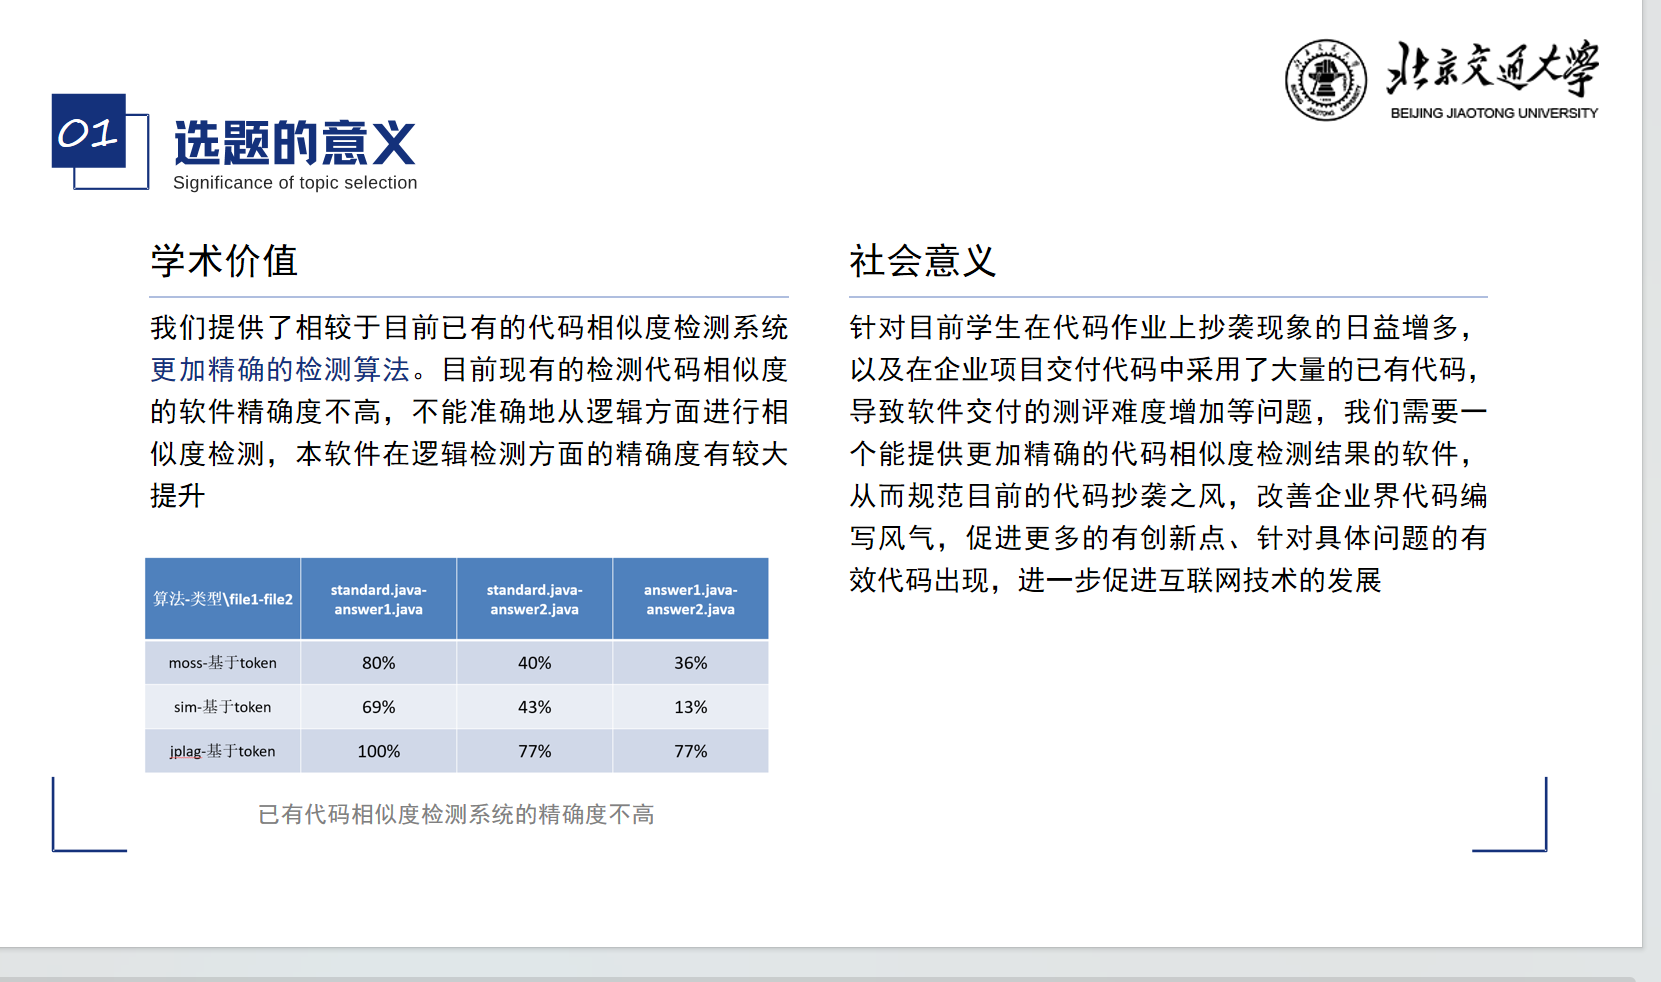 北京交通大学
BEIJING JIAOTONG UNIVERSITY
01
选题的意义
Significance of topic selection
学术价值
我们提供了相较于目前已有的代码相似度检测系统
更加精确的检测算法。目前现有的检测代码相似度
的软件精确度不高，不能准确地从逻辑方面进行相
似度检测，本软件在逻辑检测方面的精确度有较大
提升
算法-类型\file1-file2
standard.java-
answer1.java
standard.java-
answer2.java
answer1.java-
answer2.java
moss-基于token 80% 40% 36%
sim-基于token 69% 43% 13%
jplag-基于token 100% 77% 77%
已有代码相似度检测系统的精确度不高
社会意义
针对目前学生在代码作业上抄袭现象的日益增多，
以及在企业项目交付代码中采用了大量的已有代码，
导致软件交付的测评难度增加等问题，我们需要一
个能提供更加精确的代码相似度检测结果的软件，
从而规范目前的代码抄袭之风，改善企业界代码编
写风气，促进更多的有创新点、针对具体问题的有
效代码出现，进一步促进互联网技术的发展